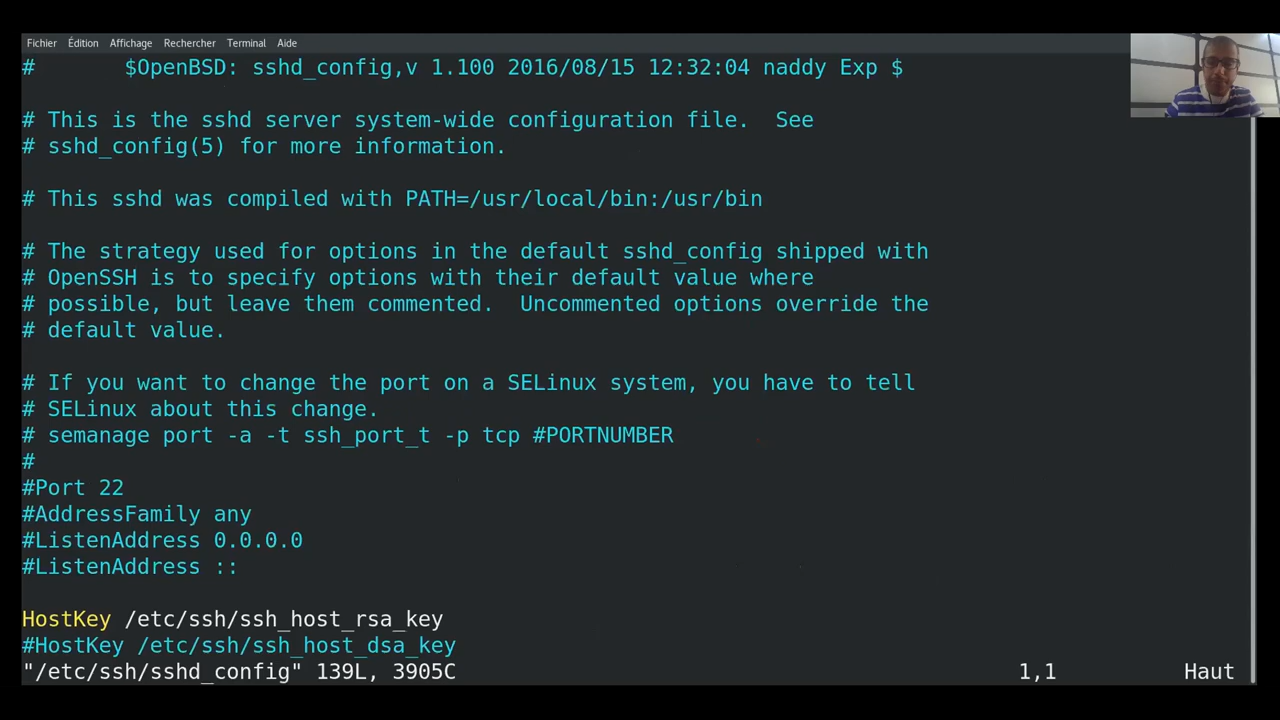 Fichier Édition Affichage Rechercher Terminal Aide
# $OpenBSD: sshd_config,v 1.100 2016/08/15 12:32:04 naddy Exp $
# This is the sshd server system-wide configuration file. See
# sshd_config(5) for more information.
# This sshd was compiled with PATH=/usr/local/bin:/usr/bin
# The strategy used for options in the default sshd_config shipped with
# OpenSSH is to specify options with their default value where
# possible, but leave them commented. Uncommented options override the
# default value.
# If you want to change the port on a SELinux system, you have to tell
# SELinux about this change.
# semanage port -a -t ssh_port_t -p tcp #PORTNUMBER
#
#Port 22
#AddressFamily any
#ListenAddress 0.0.0.0
#ListenAddress ::
HostKey /etc/ssh/ssh_host_rsa_key
#HostKey /etc/ssh/ssh_host_dsa_key
"/etc/ssh/sshd_config" 139L, 3905C 1,1 Haut